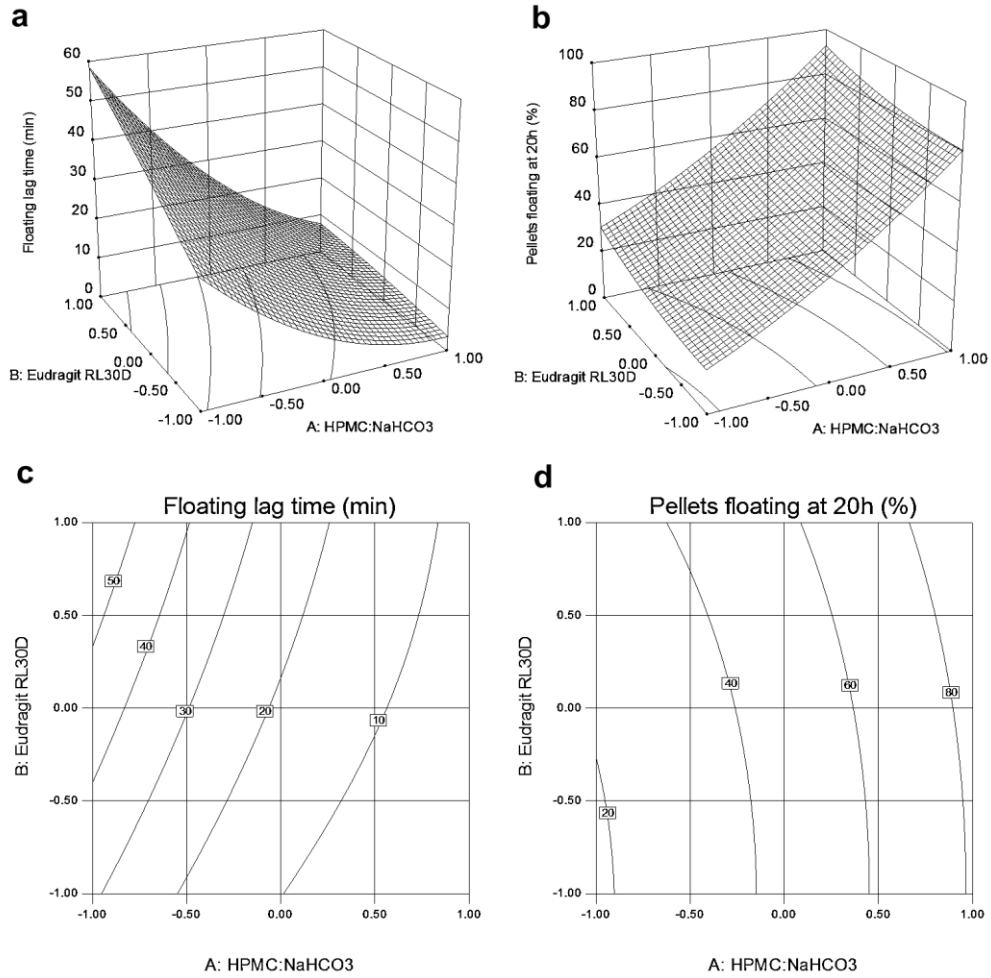 a
60
50
40
30
20
10
0
Floating lag time (min)
1.00
0.50
0.00
-0.50
-1.00
B: Eudragit RL30D
-1.00
-0.50
0.00
0.50
1.00
A: HPMC:NaHCO3
b
100
80
60
40
20
0
Pellets floating at 20h (%)
1.00
0.50
0.00
-0.50
-1.00
B: Eudragit RL30D
-1.00
-0.50
0.00
0.50
1.00
A: HPMC:NaHCO3
c
Floating lag time (min)
1.00
0.50
0.00
-0.50
-1.00
B: Eudragit RL30D
50
40
30
20
10
-1.00 -0.50 0.00 0.50 1.00
A: HPMC:NaHCO3
d
Pellets floating at 20h (%)
1.00
0.50
0.00
-0.50
-1.00
B: Eudragit RL30D
40
60
80
20
-1.00 -0.50 0.00 0.50 1.00
A: HPMC:NaHCO3